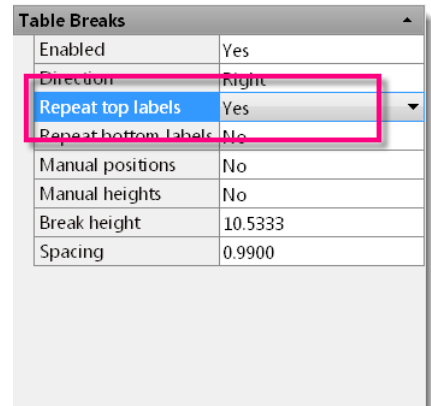 Table Breaks
Enabled Yes
Direction Right
Repeat top labels Yes
Repeat bottom labels No
Manual positions No
Manual heights No
Break height 10.5333
Spacing 0.9900